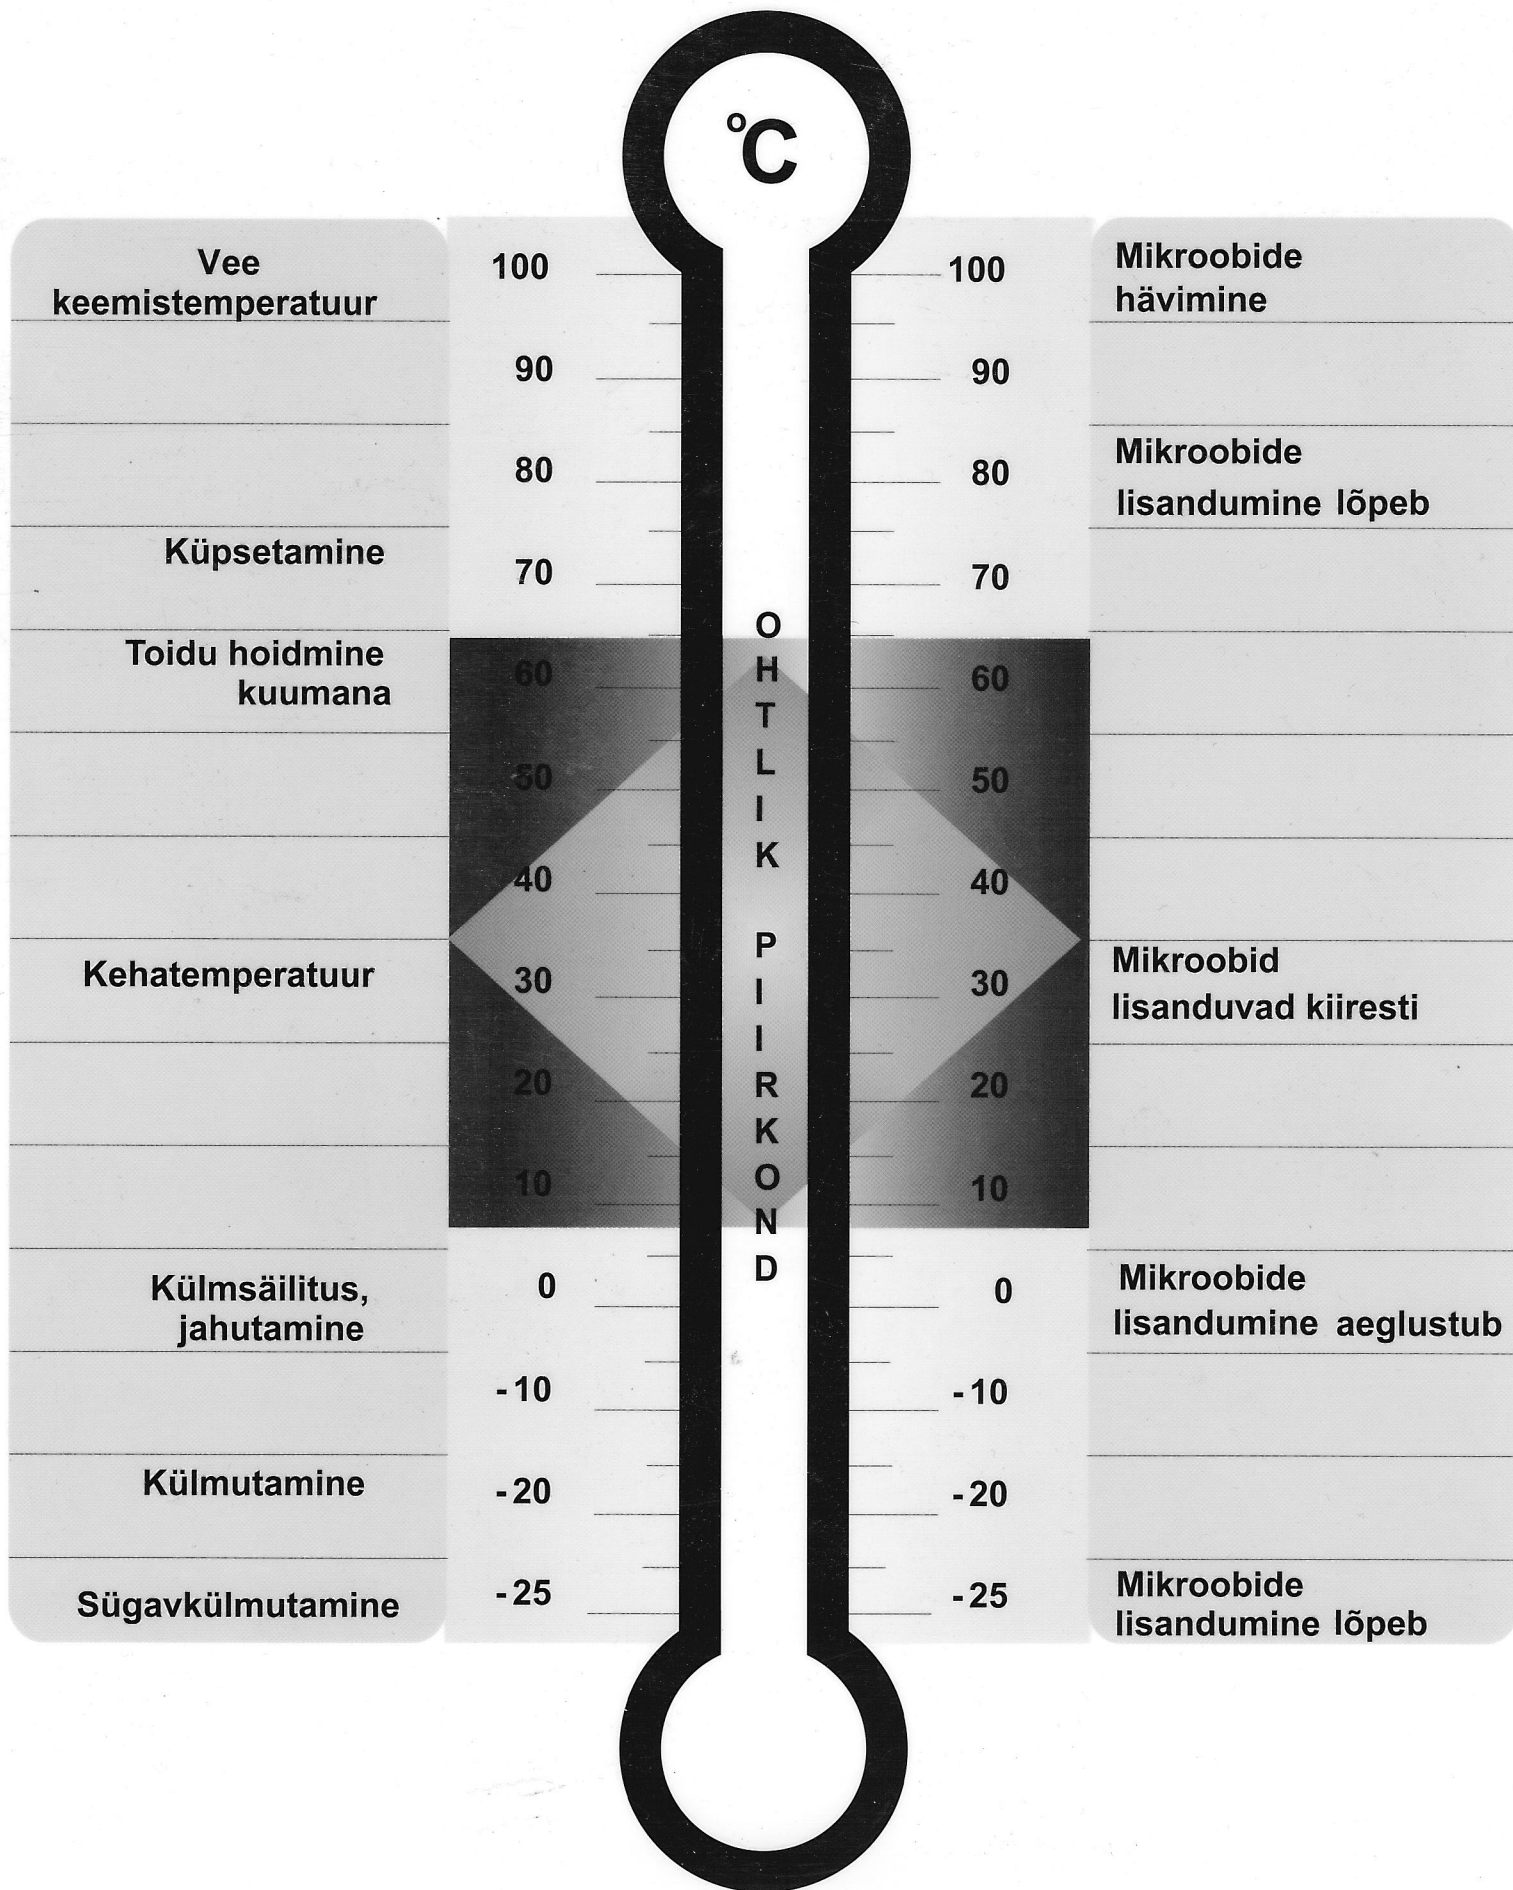 °C
Vee
keemistemperatuur
100
100
Mikroobide
hävimine
90
90
80
80
Mikroobide
lisandumine lõpeb
Küpsetamine
70
70
OHTLIK PIIRKOND
Toidu hoidmine
kuumana
60
60
50
50
40
40
Kehatemperatuur
30
30
Mikroobid
lisanduvad kiiresti
20
20
10
10
Külmsäilitus,
jahutamine
0
0
Mikroobide
lisandumine aeglustub
-10
-10
Külmutamine
-20
-20
Sügavkülmutamine
-25
-25
Mikroobide
lisandumine lõpeb